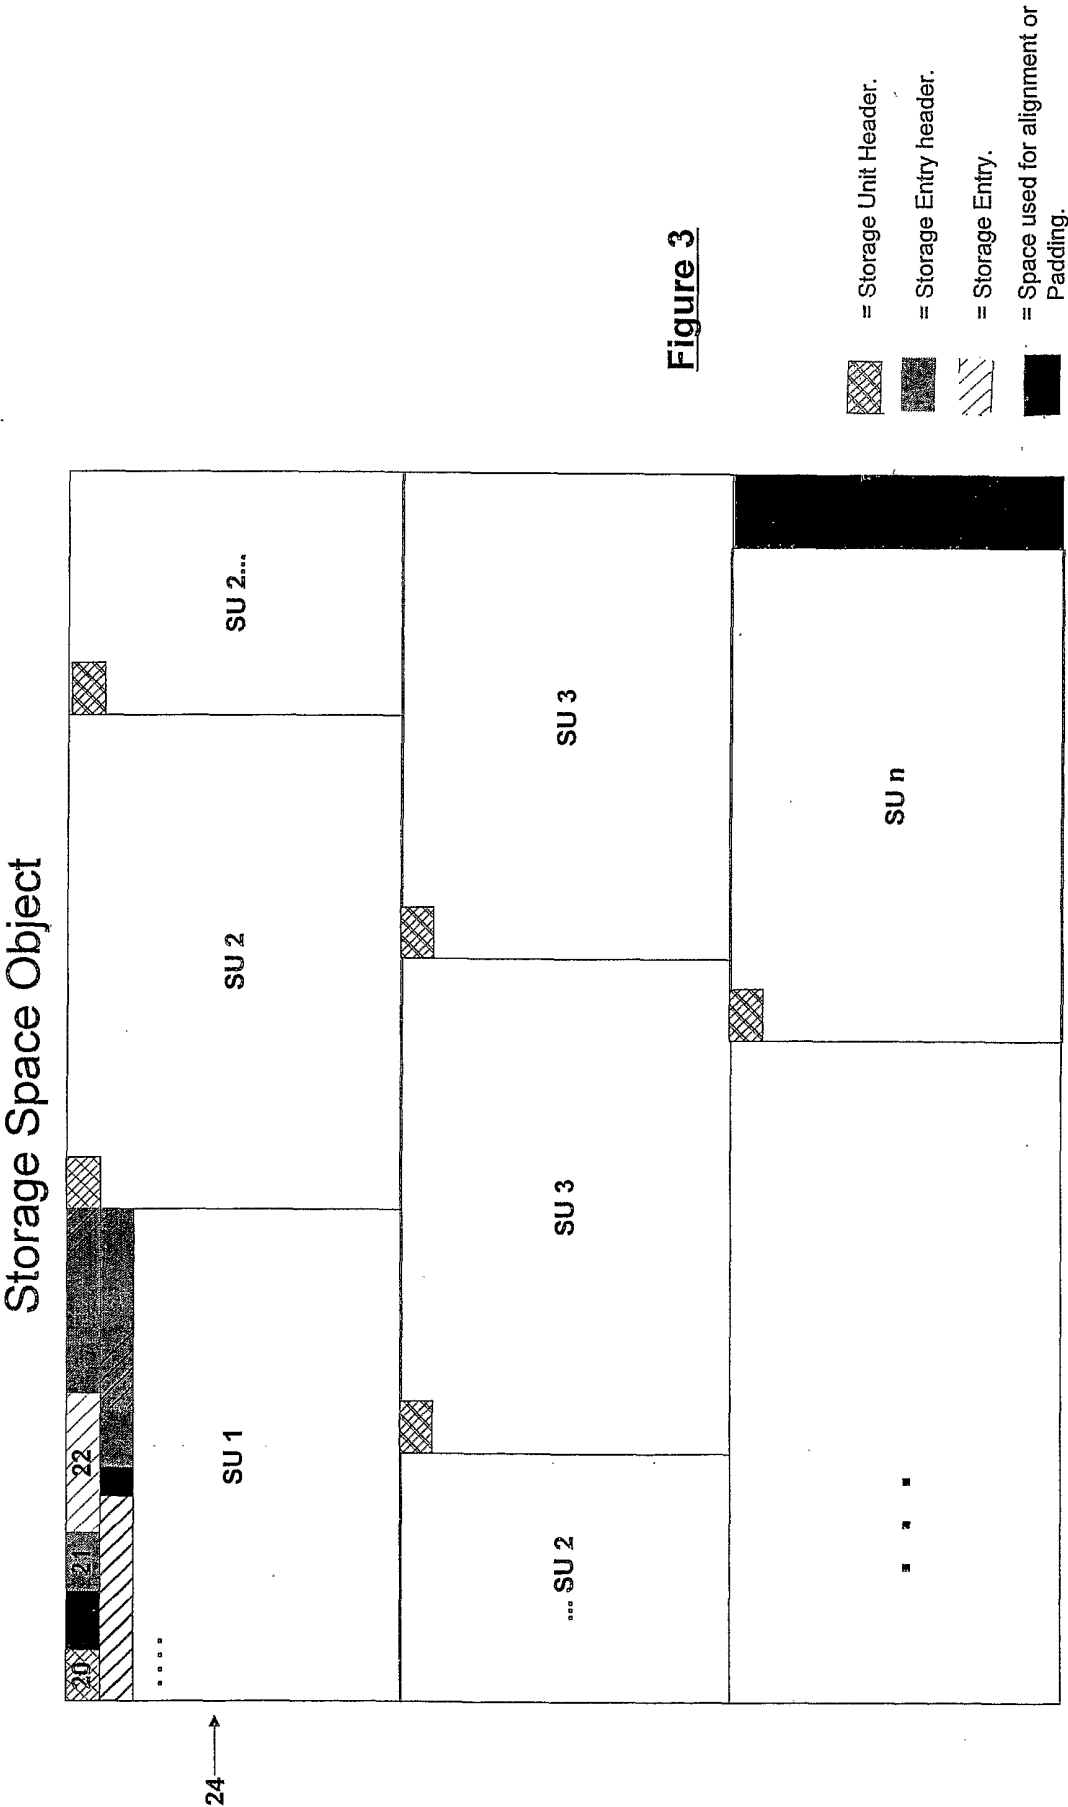 Storage Space Object
20
21
22
24
SU 1
SU 2
SU 2...
... SU 2
SU 3
SU 3
...
SU n
Figure 3
= Storage Unit Header.
= Storage Entry header.
= Storage Entry.
= Space used for alignment or
Padding.